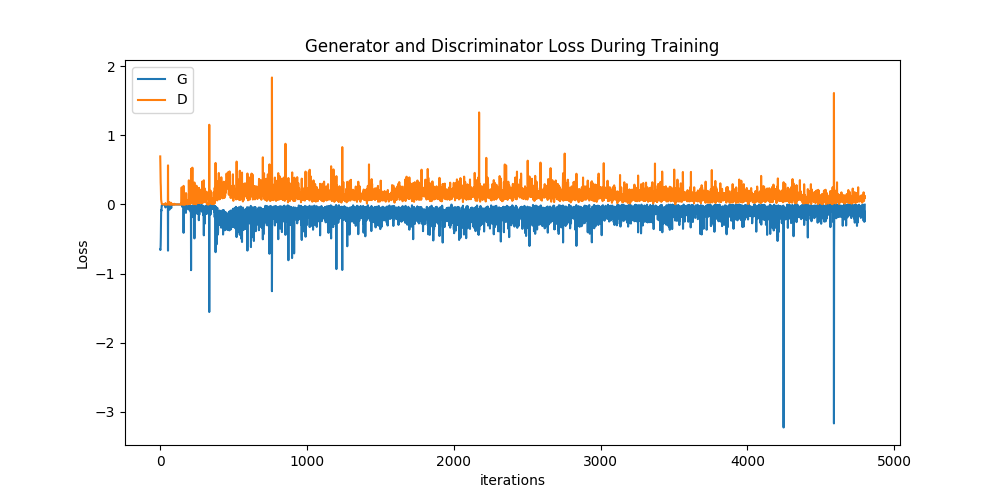 Generator and Discriminator Loss During Training
G
D
2
1
0
−1
−2
−3
Loss
0 1000 2000 3000 4000 5000
iterations